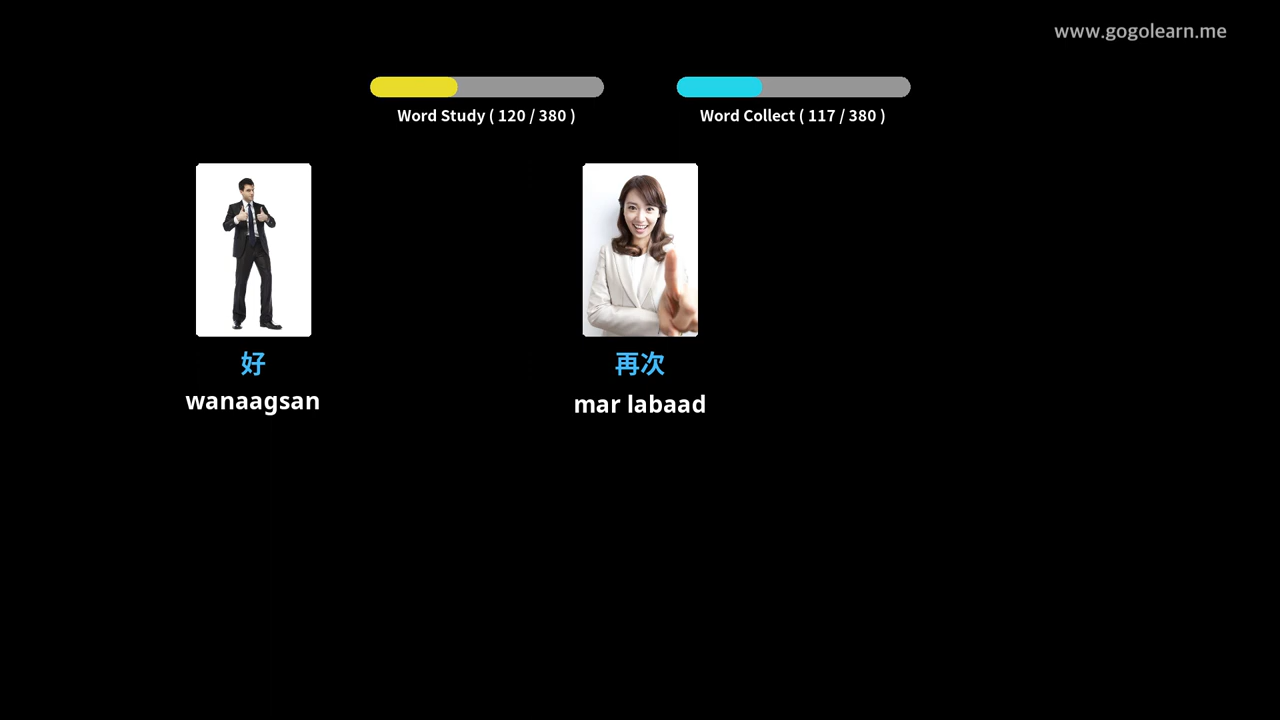 www.gogolearn.me
Word Study ( 120 / 380 )
Word Collect ( 117 / 380 )
好
wanaagsan
再次
mar labaad